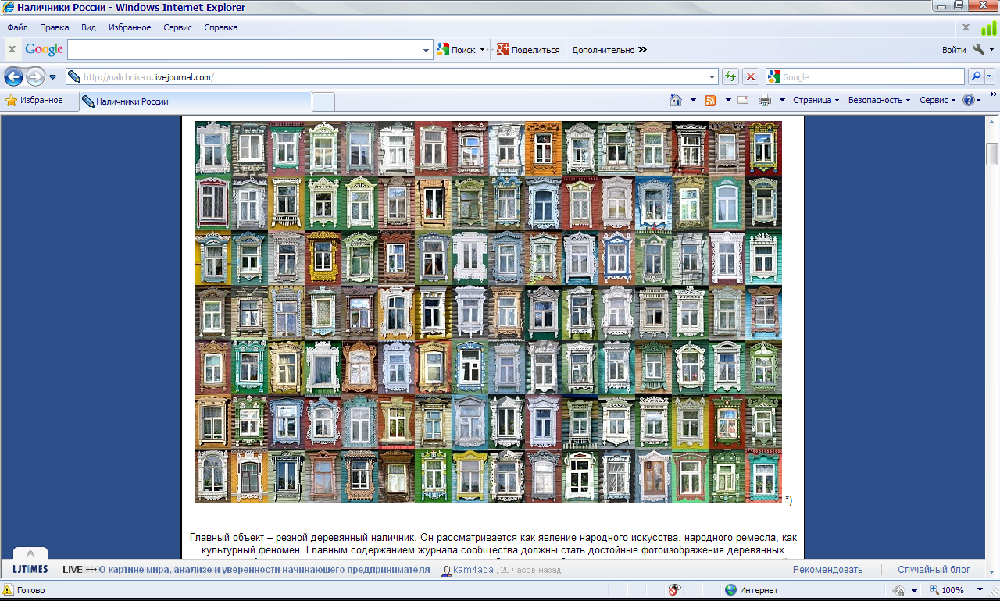 Наличники России - Windows Internet Explorer
Файл Правка Вид Избранное Сервис Справка
x Google Поиск Поделиться Дополнительно » Войти
http://nalichnik-ru.livejournal.com/ Google
Избранное Наличники России Страница Безопасность Сервис »
*)
Главный объект – резной деревянный наличник. Он рассматривается как явление народного искусства, народного ремесла, как
культурный феномен. Главным содержанием журнала сообщества должны стать достойные фотоизображения деревянных
LJTIMES LIVE О картине мира, анализе и уверенности начинающего предпринимателя kam4adal, 20 часов назад Рекомендовать Случайный блог
Готово Интернет 100%